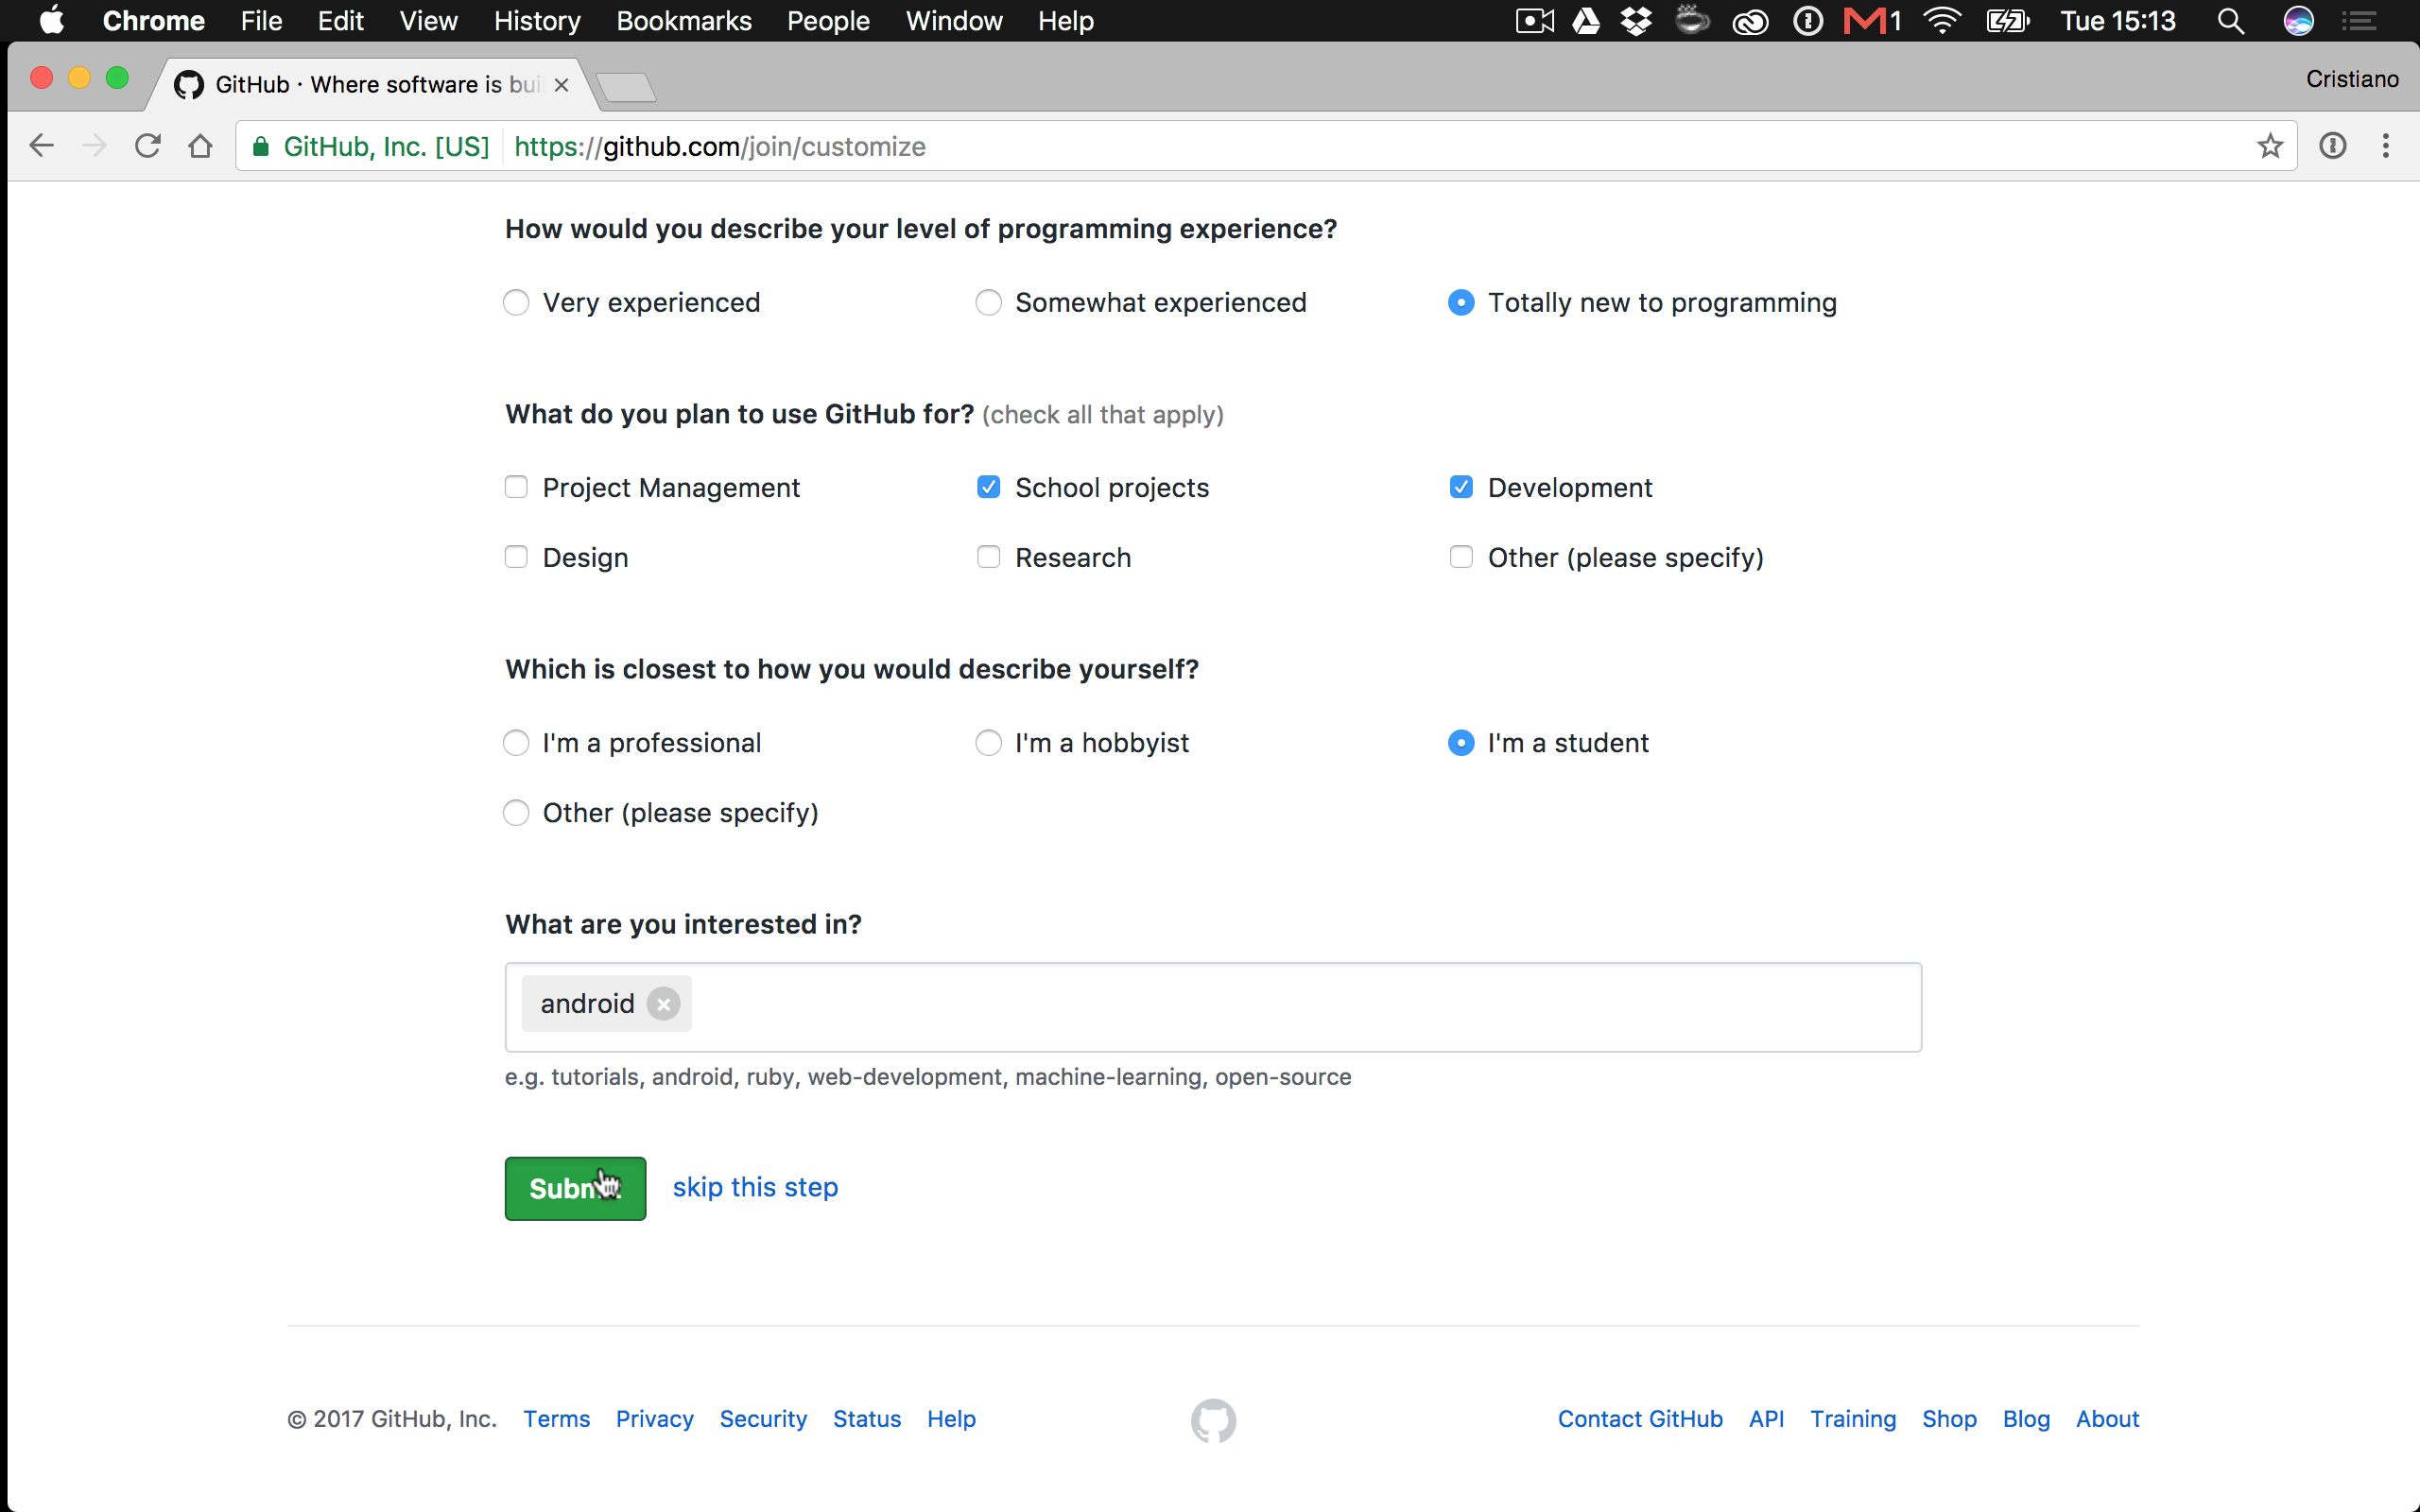 Chrome File Edit View History Bookmarks People Window Help 1 Tue 15:13
GitHub · Where software is bui Cristiano
GitHub, Inc. [US] https://github.com/join/customize
How would you describe your level of programming experience?
Very experienced Somewhat experienced Totally new to programming
What do you plan to use GitHub for? (check all that apply)
Project Management School projects Development
Design Research Other (please specify)
Which is closest to how you would describe yourself?
I'm a professional I'm a hobbyist I'm a student
Other (please specify)
What are you interested in?
android
e.g. tutorials, android, ruby, web-development, machine-learning, open-source
Submit skip this step
© 2017 GitHub, Inc. Terms Privacy Security Status Help Contact GitHub API Training Shop Blog About